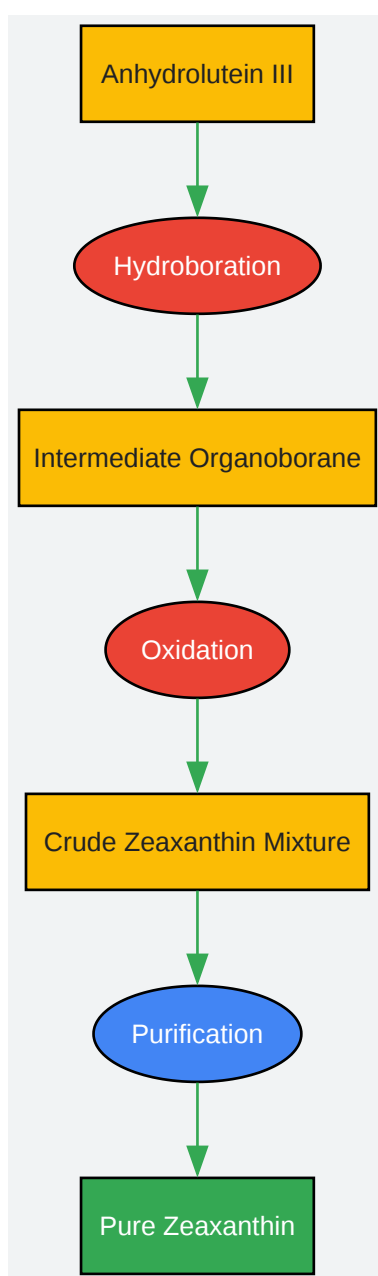 Anhydrolutein III
Hydroboration
Intermediate Organoborane
Oxidation
Crude Zeaxanthin Mixture
Purification
Pure Zeaxanthin